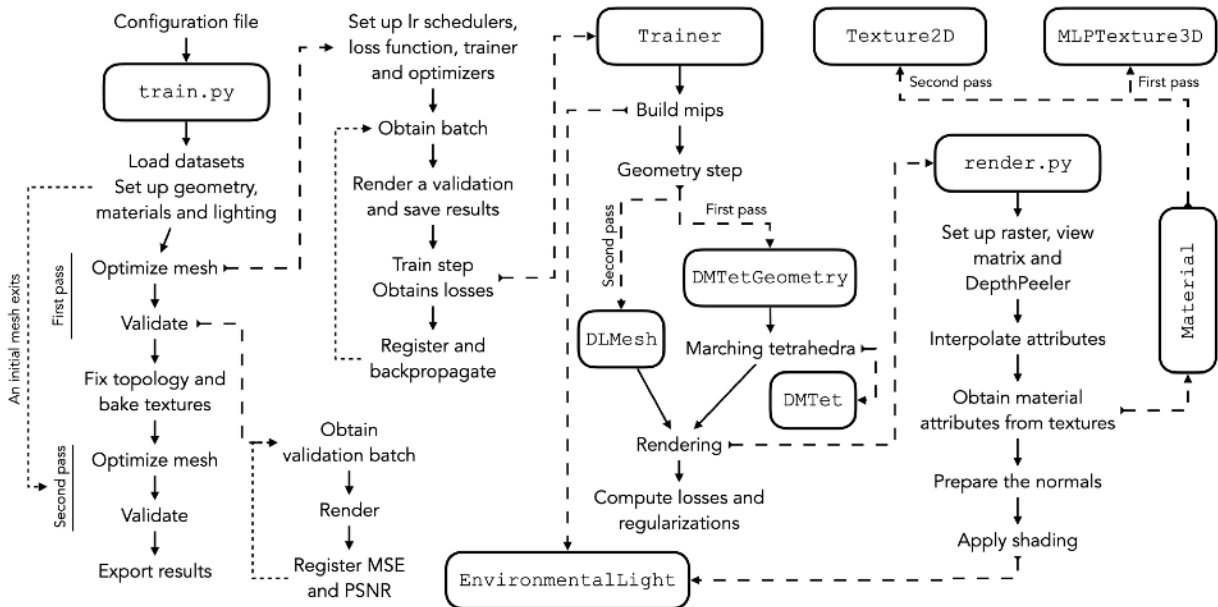 Configuration file
train.py
Load datasets
Set up geometry,
materials and lighting
An initial mesh exits
First pass
Optimize mesh
Validate
Fix topology and
bake textures
Second pass
Optimize mesh
Validate
Export results
Set up lr schedulers,
loss function, trainer
and optimizers
Obtain batch
Render a validation
and save results
Train step
Obtains losses
Register and
backpropagate
Obtain
validation batch
Render
Register MSE
and PSNR
Trainer
Build mips
Geometry step
Second pass
First pass
DMTetGeometry
DLMesh
Marching tetrahedra
DMTet
Rendering
Compute losses and
regularizations
EnvironmentalLight
Texture2D
MLPTexture3D
Second pass
First pass
render.py
Set up raster, view
matrix and
DepthPeeler
Interpolate attributes
Obtain material
attributes from textures
Prepare the normals
Apply shading
Material